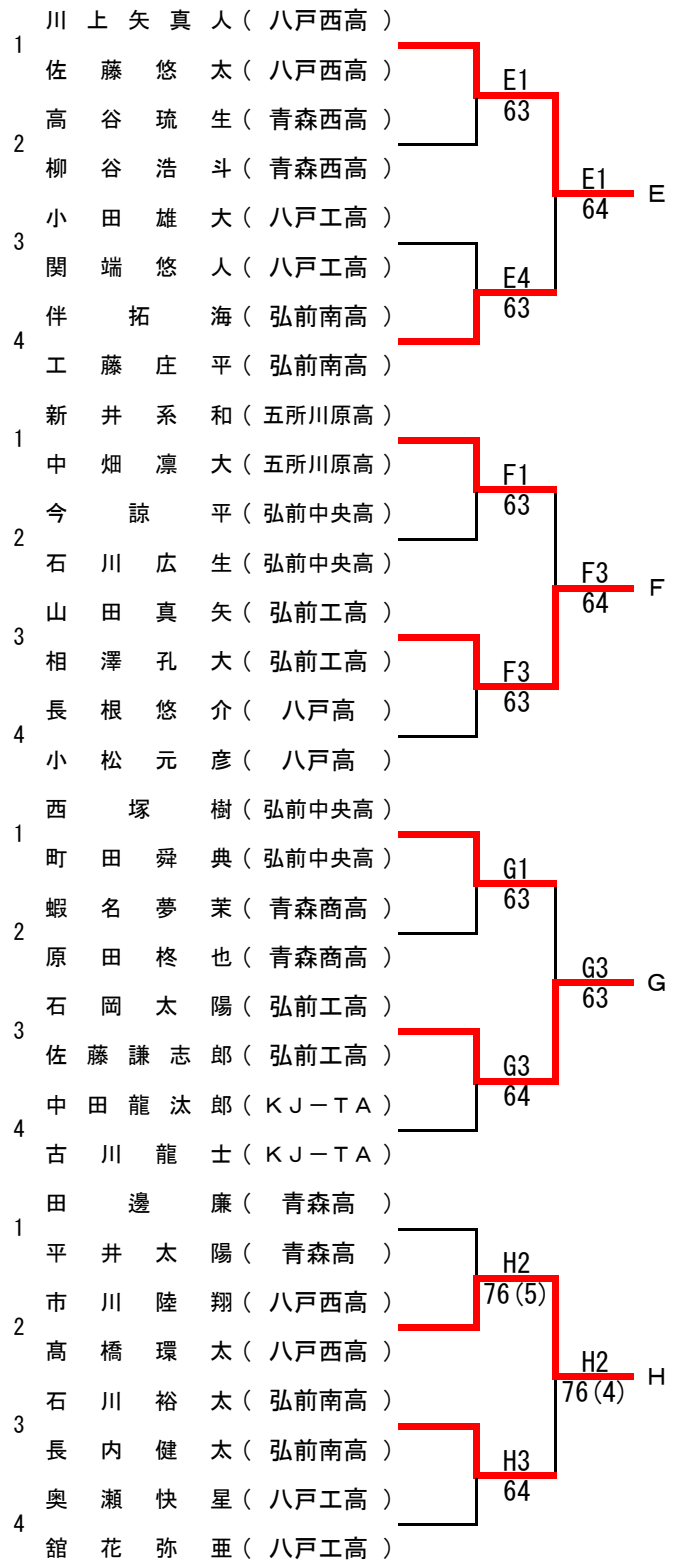 川上矢真人（八戸西高）
1
佐藤悠太（八戸西高）
E1
63
高谷琉生（青森西高）
2
柳谷浩斗（青森西高）
E1
64
E
小田雄大（八戸工高）
3
関端悠人（八戸工高）
E4
63
伴拓海（弘前南高）
4
工藤庄平（弘前南高）
新井系和（五所川原高）
1
中畑凛大（五所川原高）
F1
63
今諒平（弘前中央高）
2
石川広生（弘前中央高）
F3
64
F
山田真矢（弘前工高）
3
相澤孔大（弘前工高）
F3
63
長根悠介（八戸高）
4
小松元彦（八戸高）
西塚樹（弘前中央高）
1
町田舜典（弘前中央高）
G1
63
蝦名夢茉（青森商高）
2
原田柊也（青森商高）
G3
63
G
石岡太陽（弘前工高）
3
佐藤謙志郎（弘前工高）
G3
64
中田龍汰郎（ＫＪ－ＴＡ）
4
古川龍士（ＫＪ－ＴＡ）
田邊廉（青森高）
1
平井太陽（青森高）
H2
76(5)
市川陸翔（八戸西高）
2
髙橋環太（八戸西高）
H2
76(4)
H
石川裕太（弘前南高）
3
長内健太（弘前南高）
H3
64
奥瀬快星（八戸工高）
4
舘花弥亜（八戸工高）